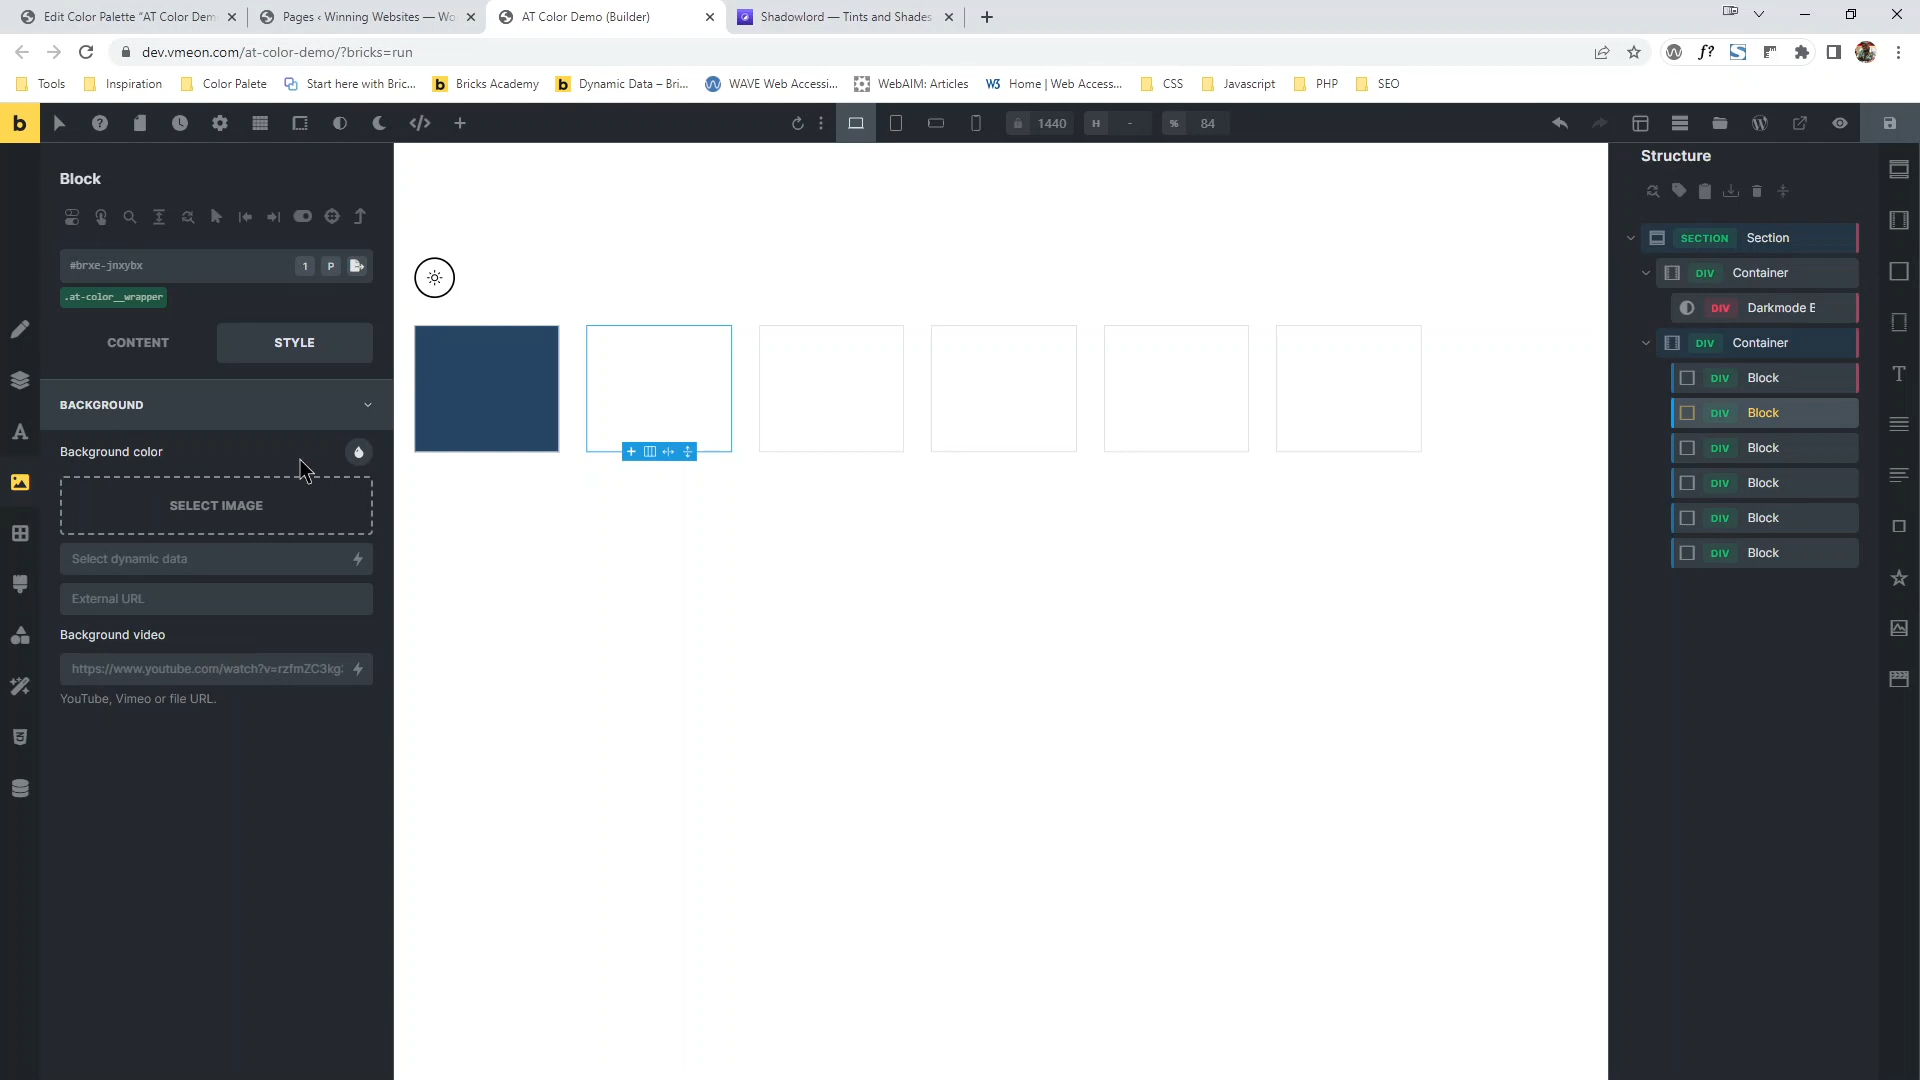 Edit Color Palette "AT Color Dem
Pages ‹ Winning Websites — Wo
AT Color Demo (Builder)
Shadowlord — Tints and Shades
dev.vmeon.com/at-color-demo/?bricks=run
f?
Tools
Inspiration
Color Palete
Start here with Bric...
Bricks Academy
Dynamic Data – Bri...
WAVE Web Accessi...
WebAIM: Articles
W3 Home | Web Access...
CSS
Javascript
PHP
SEO
b
1440
H
-
%
84
Block
#brxe-jnxybx
1
P
.at-color__wrapper
CONTENT
STYLE
BACKGROUND
Background color
SELECT IMAGE
Select dynamic data
External URL
Background video
https://www.youtube.com/watch?v=rzfmZC3kg
YouTube, Vimeo or file URL.
Structure
SECTION Section
DIV Container
DIV Darkmode B
DIV Container
DIV Block
DIV Block
DIV Block
DIV Block
DIV Block
DIV Block